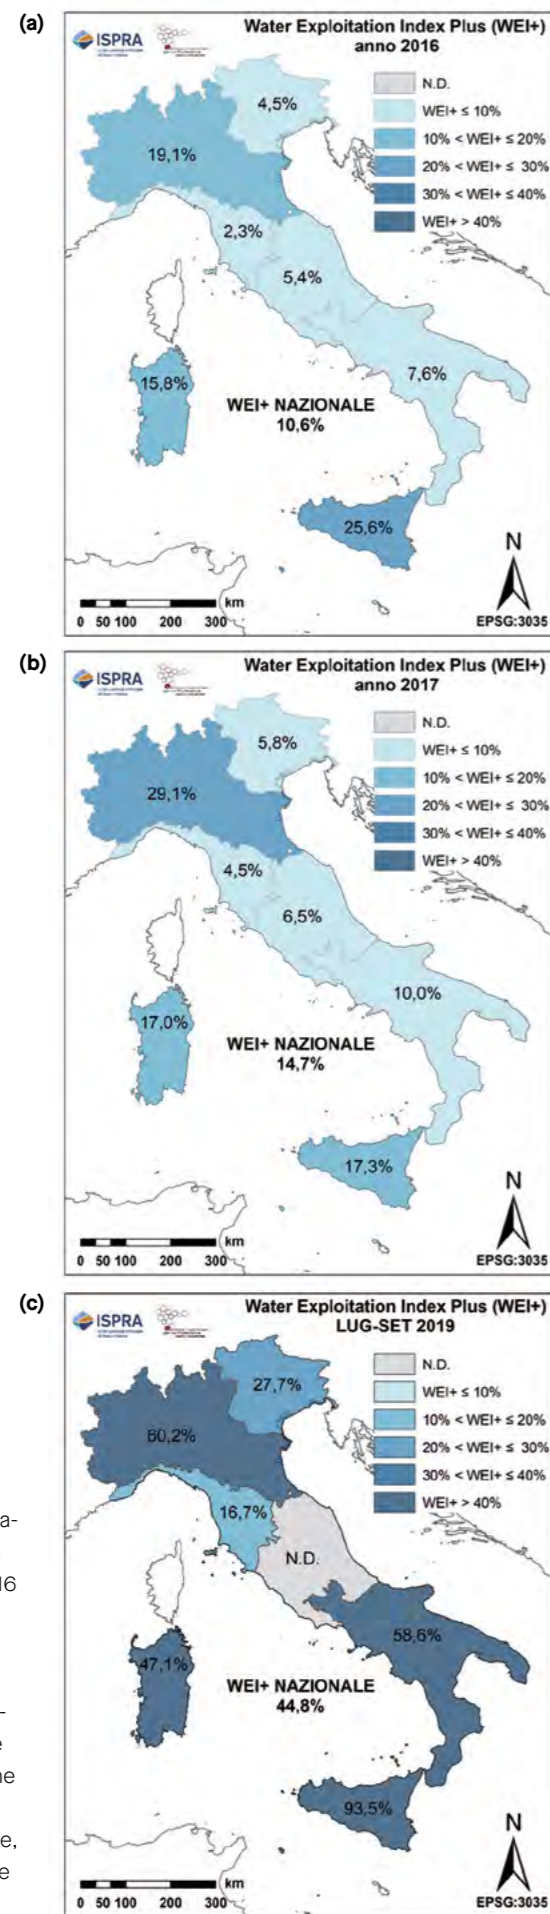 (a)
ISPRA
Water Exploitation Index Plus (WEI+)
anno 2016
N.D.
WEI+ ≤ 10%
10% < WEI+ ≤ 20%
20% < WEI+ ≤ 30%
30% < WEI+ ≤ 40%
WEI+ > 40%
4,5%
19,1%
2,3%
5,4%
7,6%
15,8%
WEI+ NAZIONALE
10,6%
25,6%
N
km
0 50 100 200 300
EPSG:3035
(b)
ISPRA
Water Exploitation Index Plus (WEI+)
anno 2017
N.D.
WEI+ ≤ 10%
10% < WEI+ ≤ 20%
20% < WEI+ ≤ 30%
30% < WEI+ ≤ 40%
WEI+ > 40%
5,8%
29,1%
4,5%
6,5%
10,0%
17,0%
WEI+ NAZIONALE
14,7%
17,3%
N
km
0 50 100 200 300
EPSG:3035
(c)
ISPRA
Water Exploitation Index Plus (WEI+)
LUG-SET 2019
N.D.
WEI+ ≤ 10%
10% < WEI+ ≤ 20%
20% < WEI+ ≤ 30%
30% < WEI+ ≤ 40%
WEI+ > 40%
27,7%
60,2%
16,7%
N.D.
58,6%
47,1%
WEI+ NAZIONALE
44,8%
93,5%
N
km
0 50 100 200 300
EPSG:3035
a-
16
-
e
ne
e,
e